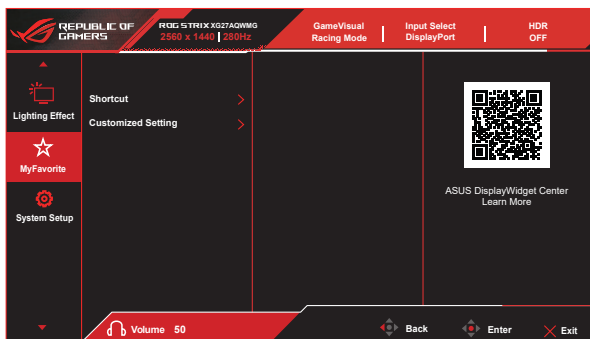 REPUBLIC OF
GAMERS
ROG STRIX XG27AQWMG
2560 x 1440 | 280Hz
GameVisual
Racing Mode
Input Select
DisplayPort
HDR
OFF
Lighting Effect
MyFavorite
System Setup
Shortcut
Customized Setting
ASUS DisplayWidget Center
Learn More
Volume 50
Back
Enter
Exit